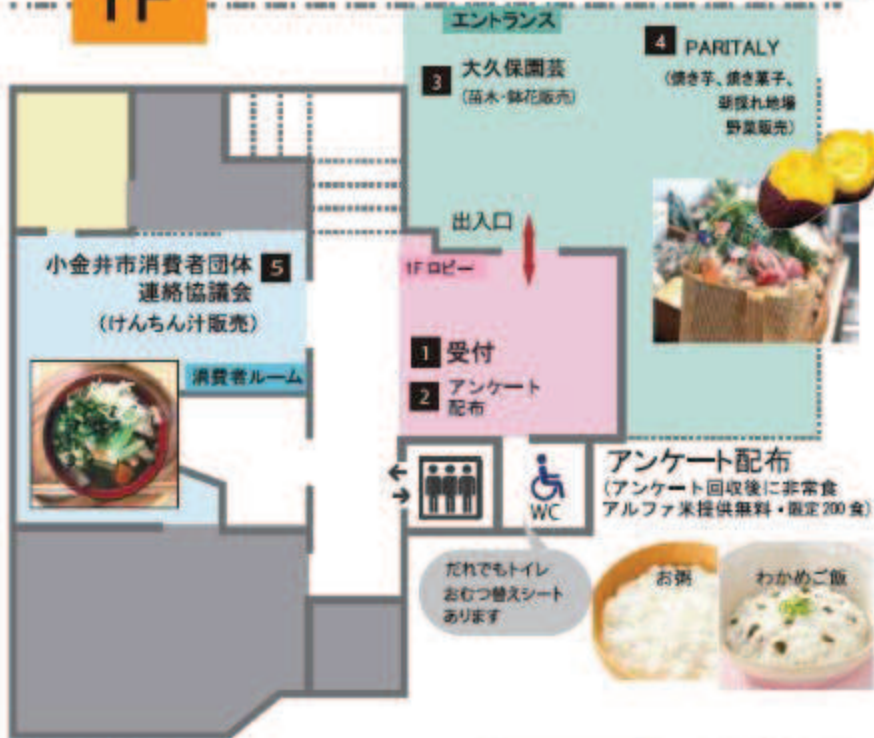 1F
エントランス
3 大久保園芸
(苗木・鉢花販売)
4 PARITALY
(焼き芋、焼き菓子、
朝採れ地場
野菜販売)
出入口
1F ロビー
小金井市消費者団体 5
連絡協議会
(けんちん汁販売)
消費者ルーム
1 受付
2 アンケート
配布
WC
アンケート配布
(アンケート回収後に非常食
アルファ米提供無料・限定200食)
だれでもトイレ
おむつ替えシート
あります
お粥
わかめご飯